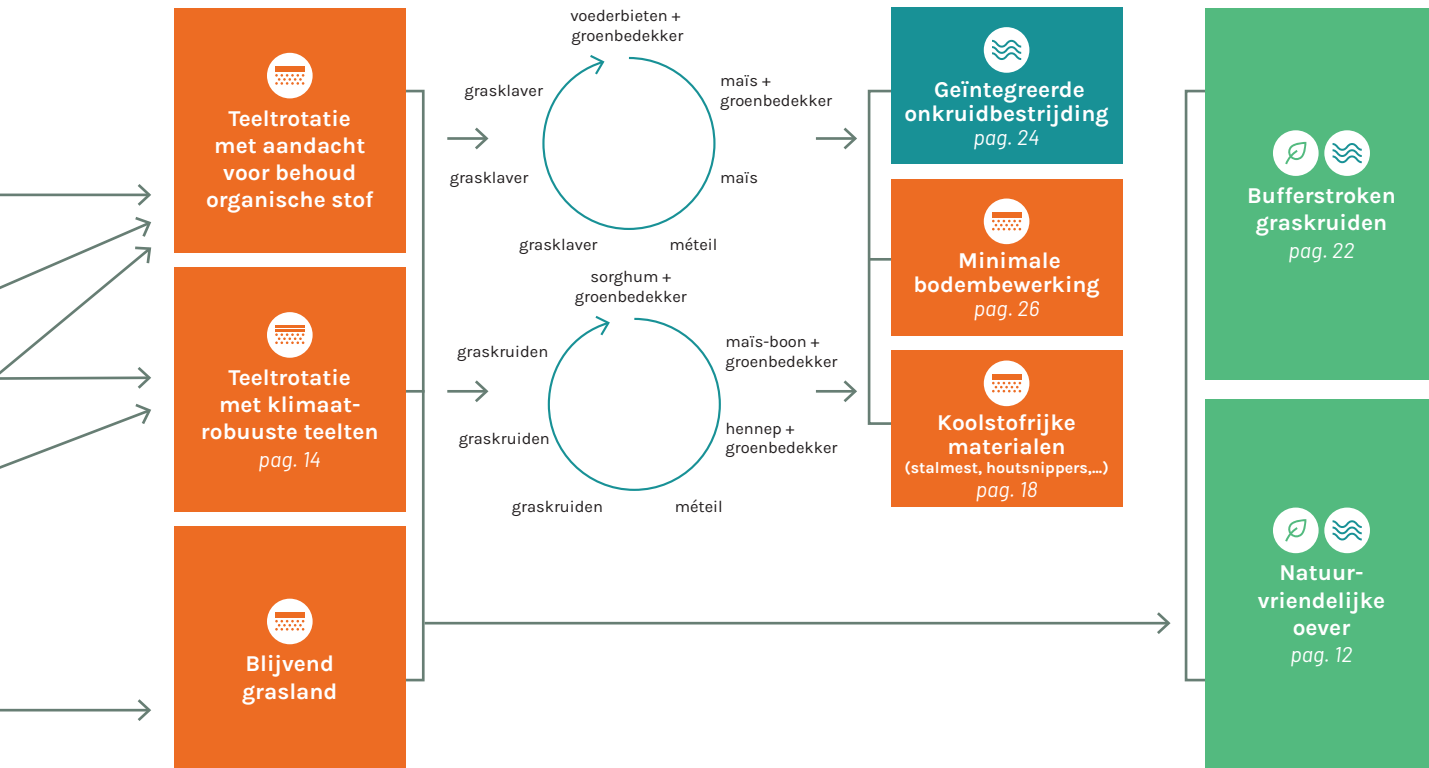 Teeltrotatie
met aandacht
voor behoud
organische stof
Teeltrotatie
met klimaat-
robuuste teelten
pag. 14
Blijvend
grasland
voederbieten +
groenbedekker
maïs +
groenbedekker
maïs
méteil
grasklaver
grasklaver
grasklaver
sorghum +
groenbedekker
maïs-boon +
groenbedekker
hennep +
groenbedekker
méteil
graskruiden
graskruiden
graskruiden
Geïntegreerde
onkruidbestrijding
pag. 24
Minimale
bodembewerking
pag. 26
Koolstofrijke
materialen
(stalmest, houtsnippers,...)
pag. 18
Bufferstroken
graskruiden
pag. 22
Natuur-
vriendelijke
oever
pag. 12